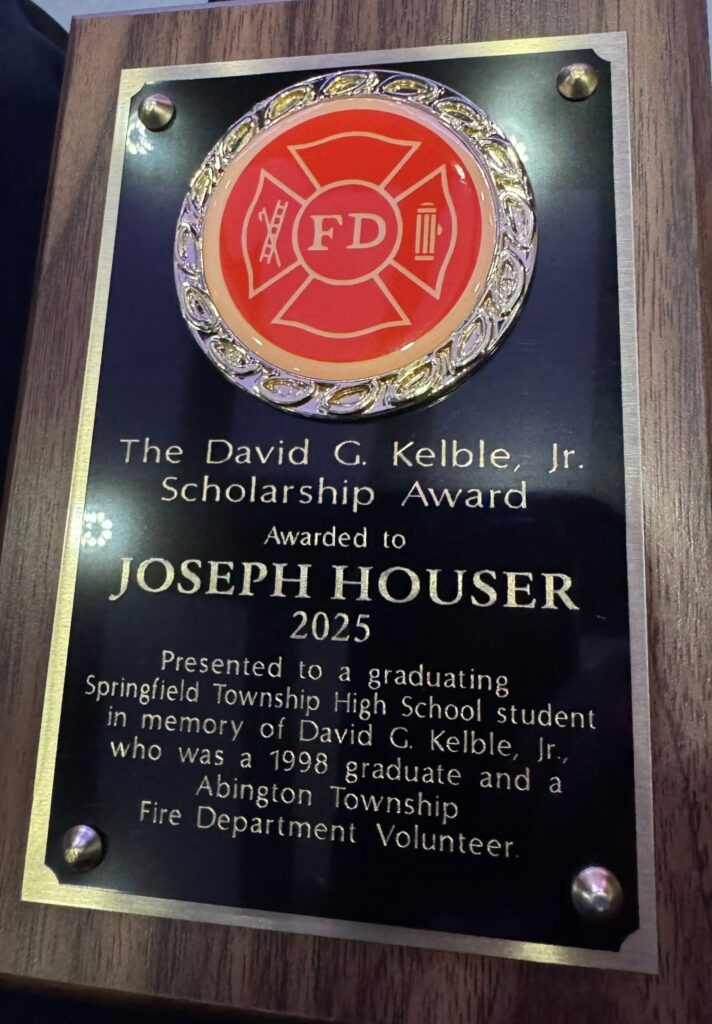 FD
The David G. Kelble, Jr.
Scholarship Award
Awarded to
JOSEPH HOUSER
2025
Presented to a graduating
Springfield Township High School student
in memory of David G. Kelble, Jr.,
who was a 1998 graduate and a
Abington Township
Fire Department Volunteer.